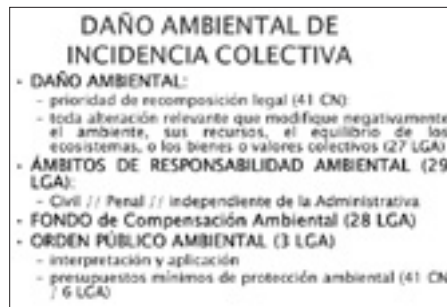 DAÑO AMBIENTAL DE
INCIDENCIA COLECTIVA
- DAÑO AMBIENTAL:
- prioridad de recomposición legal (41 CN)
- toda alteración relevante que modifique negativamente
el ambiente, sus recursos, el equilibrio de los
ecosistemas, o los bienes o valores colectivos (27 LGA)
- ÁMBITOS DE RESPONSABILIDAD AMBIENTAL (29
LGA):
- Civil // Penal // independiente de la Administrativa
- FONDO de Compensación Ambiental (28 LGA)
- ORDEN PÚBLICO AMBIENTAL (3 LGA)
- interpretación y aplicación
- presupuestos mínimos de protección ambiental (41 CN
/ 6 LGA)